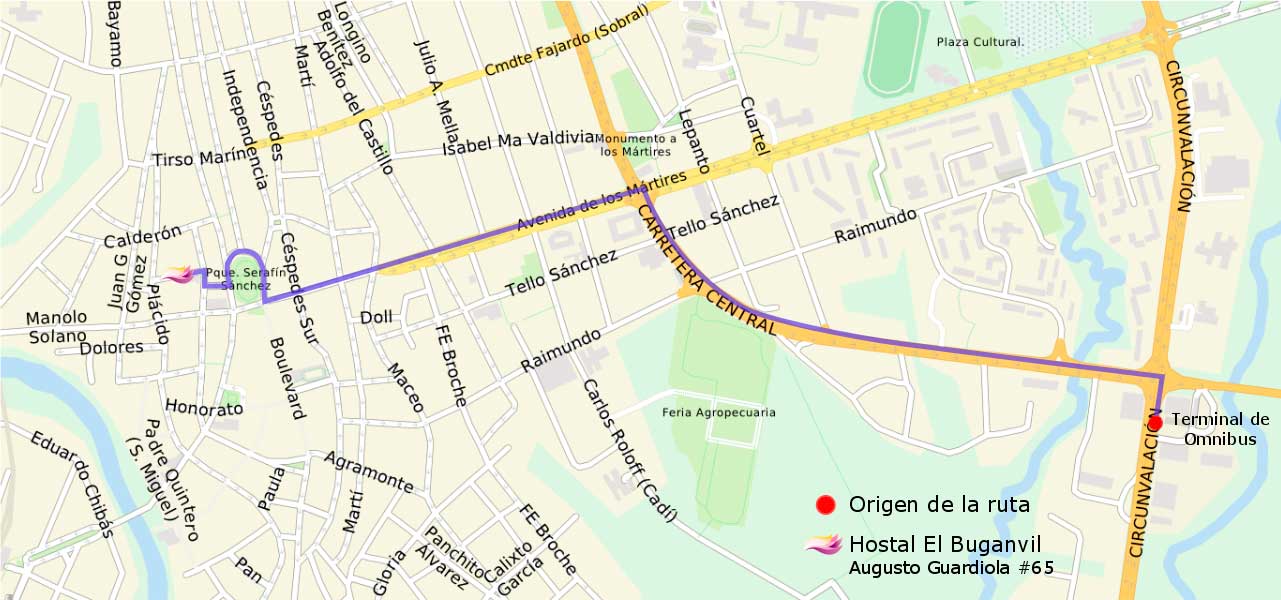 Bayamo
Longino
Benítez
Adolfo del Castillo
Martí
Céspedes
Independencia
Julio A. Mella
Cmdte Fajardo (Sobral)
Plaza Cultural.
CIRCUNVALACIÓN
Tirso Marín
Isabel Ma Valdivia
Monumento a
los Mártires
Lepanto
Cuartel
Avenida de los Mártires
Calderón
Juan G
Gómez
Plácido
Pque. Serafín
Sánchez
Céspedes Sur
Tello Sánchez
Tello Sánchez
Raimundo
CARRETERA CENTRAL
Manolo
Solano
Dolores
Doll
Boulevard
Maceo
FE Broche
Raimundo
Honorato
Carlos Roloff (Cadí)
Feria Agropecuaria
Terminal de
Omnibus
CIRCUNVALACIÓN
Eduardo Chibás
Padre Quintero
(S. Miguel)
Paula
Agramonte
Martí
Pan
Gloria
Panchito
Álvarez
Calixto
García
FE Broche
Origen de la ruta
Hostal El Buganvil
Augusto Guardiola #65